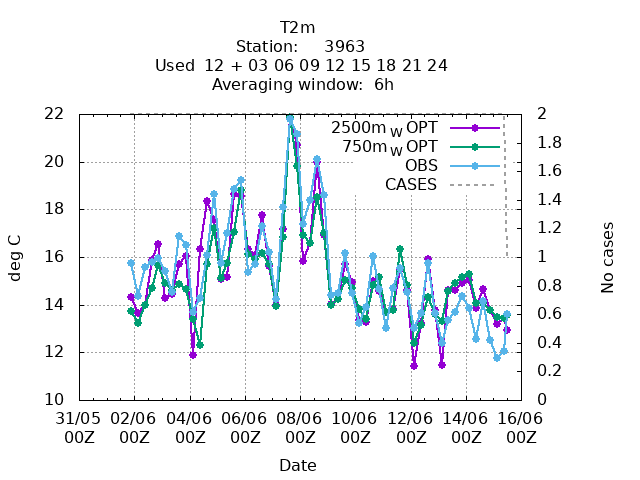 T2m
Station: 3963
Used 12 + 03 06 09 12 15 18 21 24
Averaging window: 6h
22 2
2500m W OPT
750m W OPT
OBS
CASES
1.8
20 1.6
1.4
18 1.2
16 1
0.8
14 0.6
0.4
12 0.2
10 0
deg C
No cases
31/05 02/06 04/06 06/06 08/06 10/06 12/06 14/06 16/06
00Z 00Z 00Z 00Z 00Z 00Z 00Z 00Z 00Z
Date